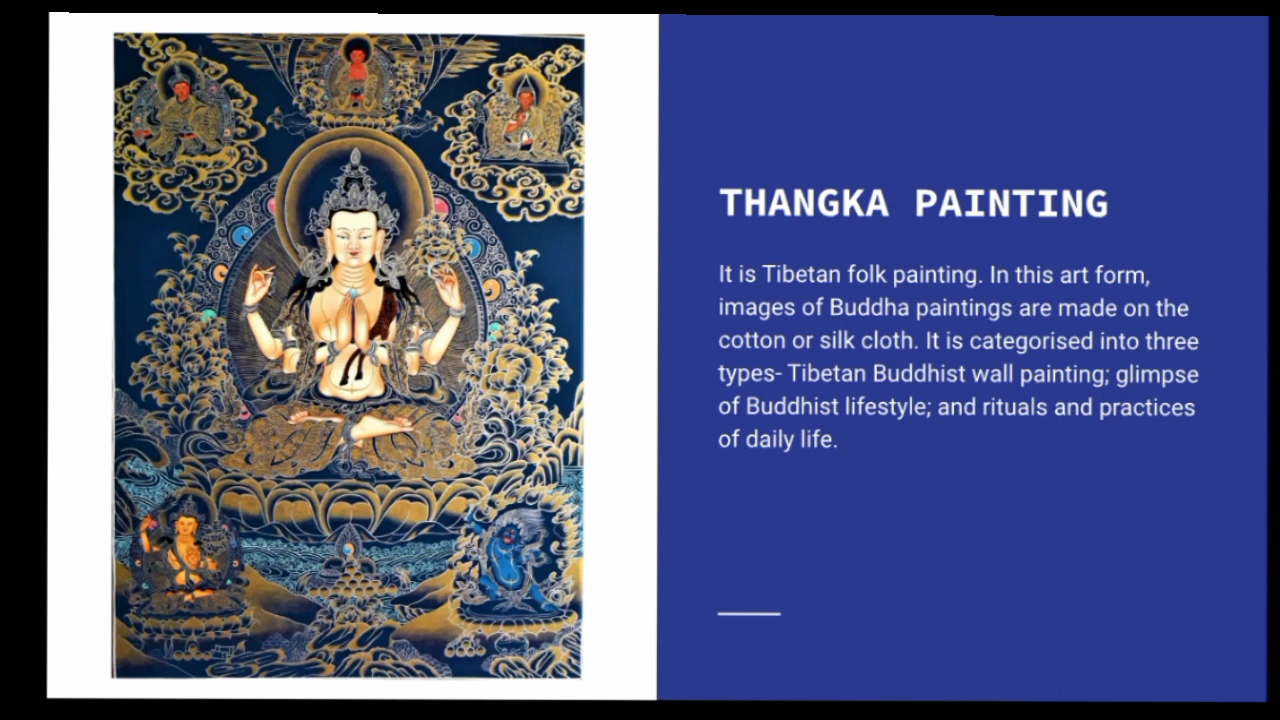 THANGKA PAINTING
It is Tibetan folk painting. In this art form,
images of Buddha paintings are made on the
cotton or silk cloth. It is categorised into three
types- Tibetan Buddhist wall painting; glimpse
of Buddhist lifestyle; and rituals and practices
of daily life.